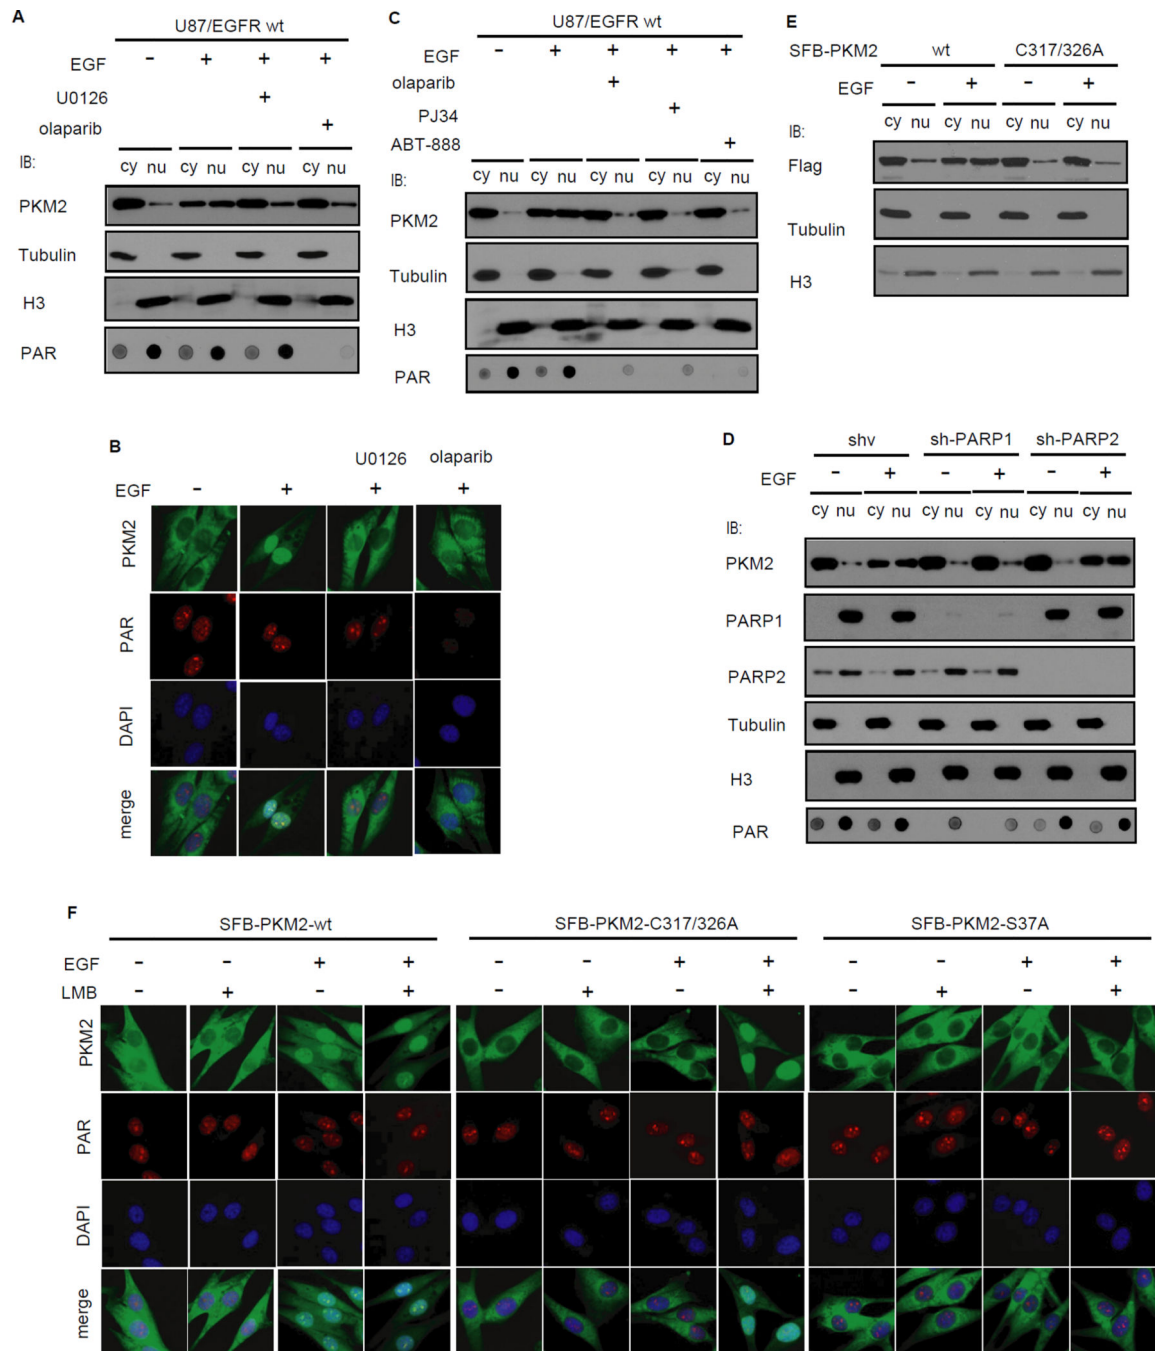 A
U87/EGFR wt
EGF - + + +
U0126 +
olaparib +
IB: cy nu cy nu cy nu cy nu
PKM2
Tubulin
H3
PAR
C
U87/EGFR wt
EGF - + + + +
olaparib +
PJ34 +
ABT-888 +
IB: cy nu cy nu cy nu cy nu cy nu
PKM2
Tubulin
H3
PAR
E
SFB-PKM2 wt C317/326A
EGF - + - +
cy nu cy nu cy nu cy nu
IB:
Flag
Tubulin
H3
B
U0126 olaparib
EGF - + + +
PKM2
PAR
DAPI
merge
D
shv sh-PARP1 sh-PARP2
EGF - + - + - +
cy nu cy nu cy nu cy nu cy nu cy nu
IB:
PKM2
PARP1
PARP2
Tubulin
H3
PAR
F
SFB-PKM2-wt SFB-PKM2-C317/326A SFB-PKM2-S37A
EGF - - + + - - + + - - + +
LMB - + - + - + - + - + - +
PKM2
PAR
DAPI
merge